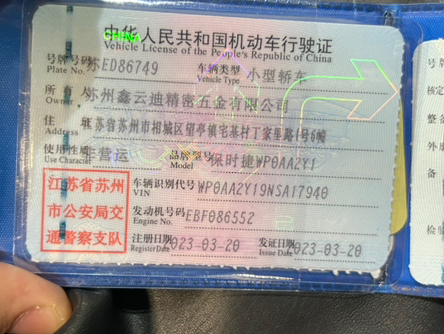 中华人民共和国机动车行驶证
Vehicle License of the People's Republic of China
号牌号码 苏ED86749 车辆类型 小型轿车
Plate No. Vehicle Type
所有人 苏州鑫云迪精密五金有限公司
Owner
住址 江苏省苏州市相城区望亭镇宅基村丁家里路1号6幢
Address
使用性质 非营运 品牌型号 保时捷WP0AA2Y1
Use Character Model
江苏省苏州 车辆识别代号 WP0AA2Y19NSA17940
VIN
市公安局交 发动机号码 EBF086552
Engine No.
通警察支队 注册日期 2023-03-20 发证日期 2023-03-20
Register Date Issue Date